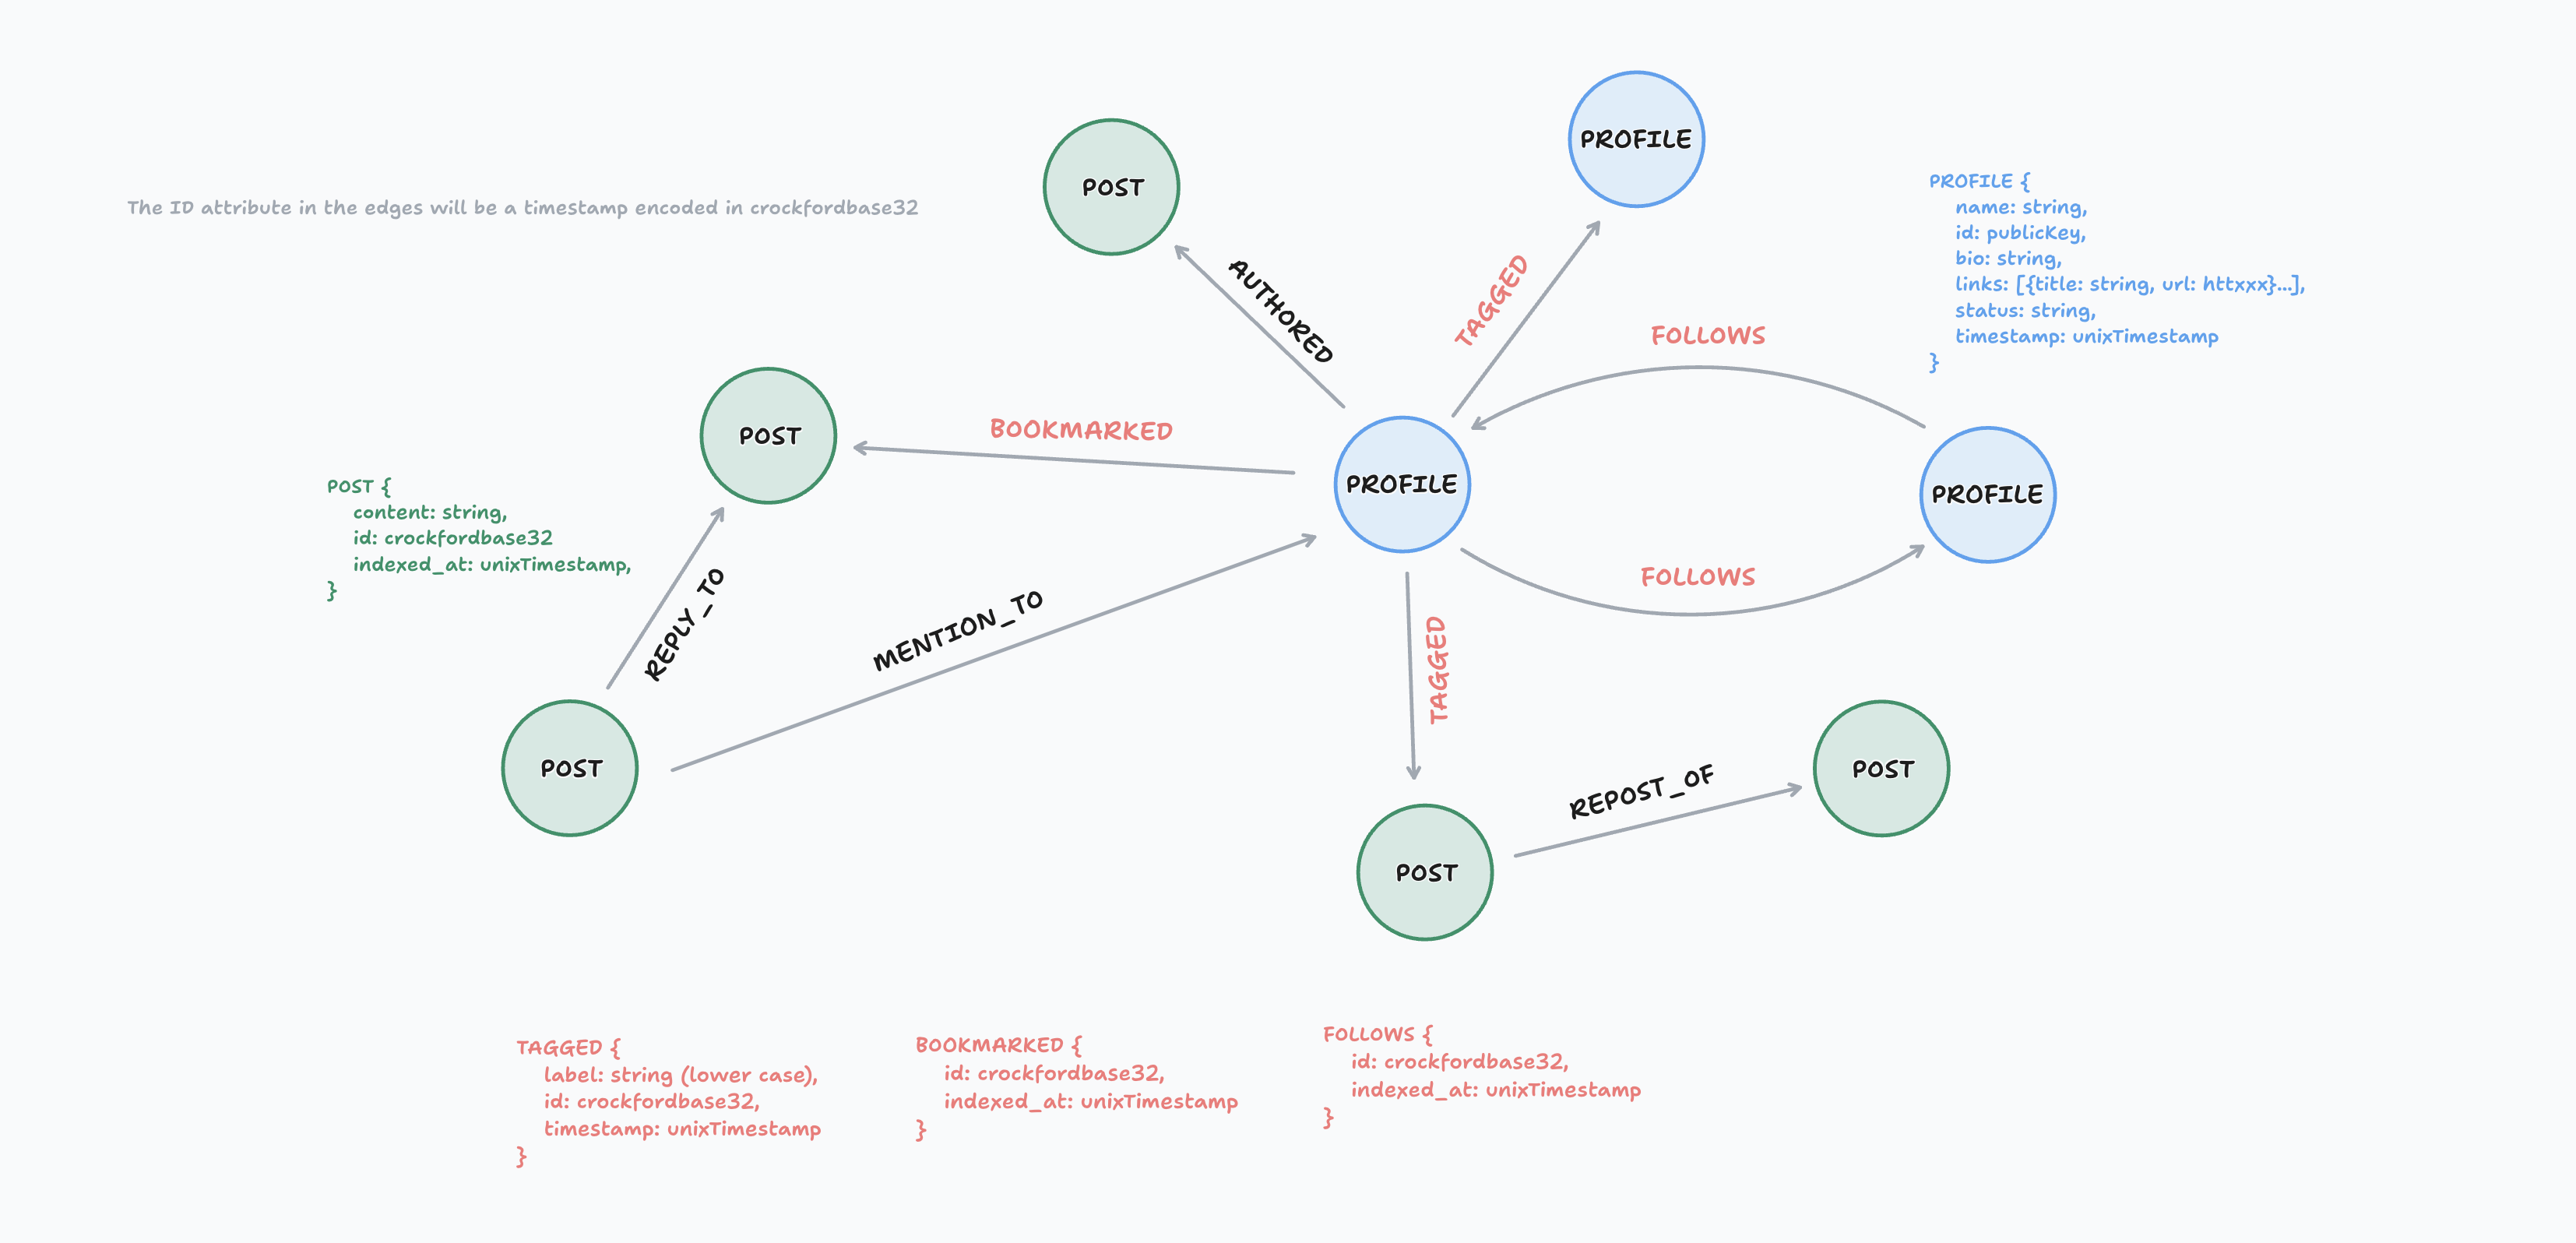 PROFILE
POST
The ID attribute in the edges will be a timestamp encoded in crockfordbase32
PROFILE {
name: string,
id: publicKey,
bio: string,
links: [{title: string, url: httxxx}...],
status: string,
timestamp: unixTimestamp
}
AUTHORED
TAGGED
FOLLOWS
POST
BOOKMARKED
PROFILE
PROFILE
POST {
content: string,
id: crockfordbase32
indexed_at: unixTimestamp,
}
REPLY_TO
MENTION_TO
FOLLOWS
TAGGED
POST
REPOST_OF
POST
POST
TAGGED {
label: string (lower case),
id: crockfordbase32,
timestamp: unixTimestamp
}
BOOKMARKED {
id: crockfordbase32,
indexed_at: unixTimestamp
}
FOLLOWS {
id: crockfordbase32,
indexed_at: unixTimestamp
}